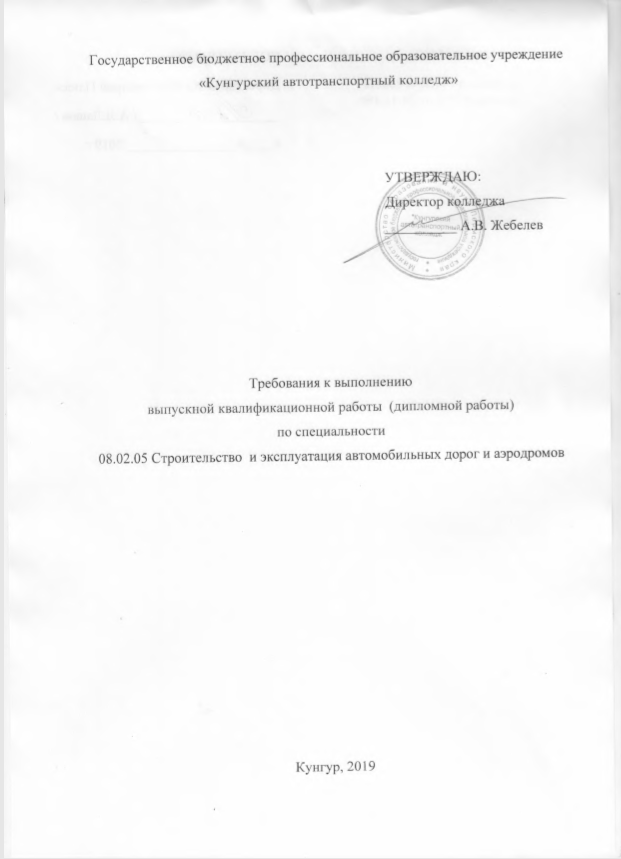 Государственное бюджетное профессиональное образовательное учреждение
«Кунгурский автотранспортный колледж»
УТВЕРЖДАЮ:
Директор колледжа
А.В. Жебелев
Требования к выполнению
выпускной квалификационной работы (дипломной работы)
по специальности
08.02.05 Строительство и эксплуатация автомобильных дорог и аэродромов
Кунгур, 2019